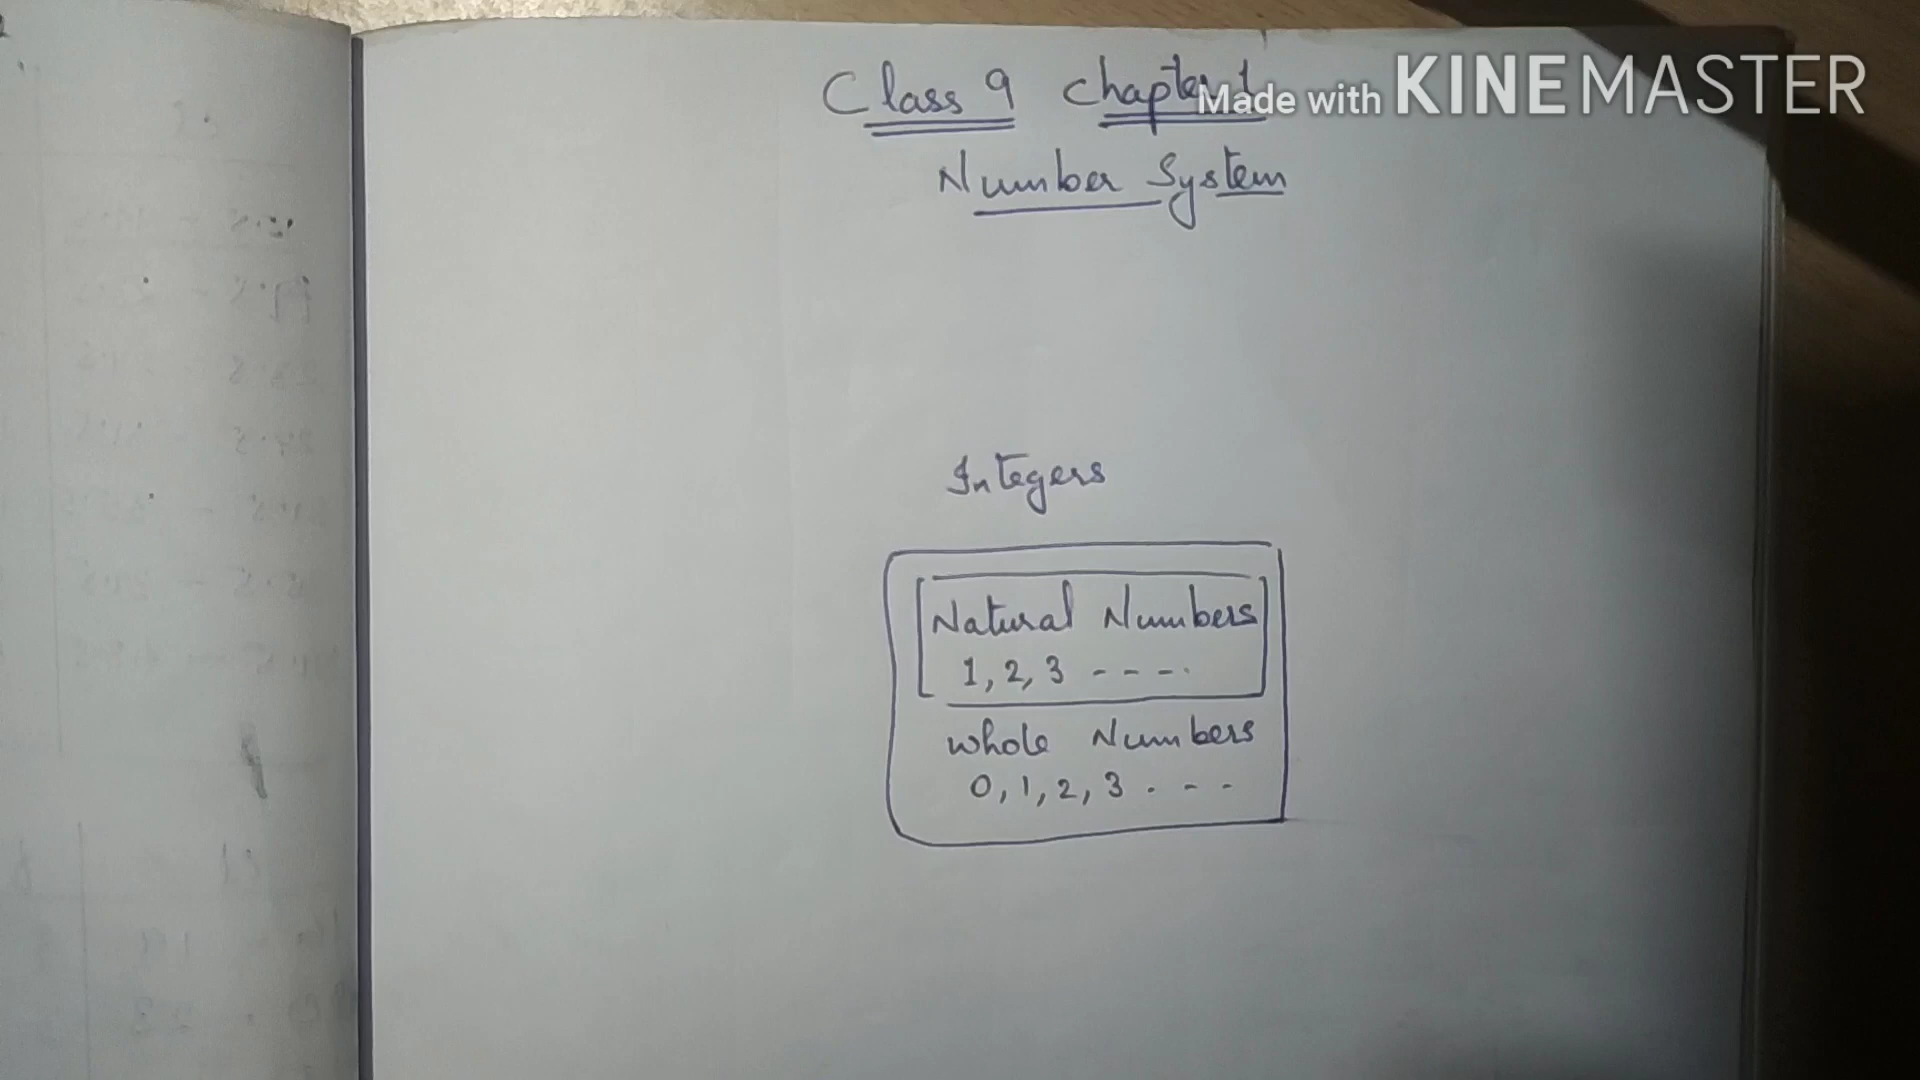 Class 9 Chapter 1
Made with KINEMASTER
Number System
Integers
Natural Numbers
1, 2, 3 - - - -
Whole Numbers
0, 1, 2, 3 . - - -